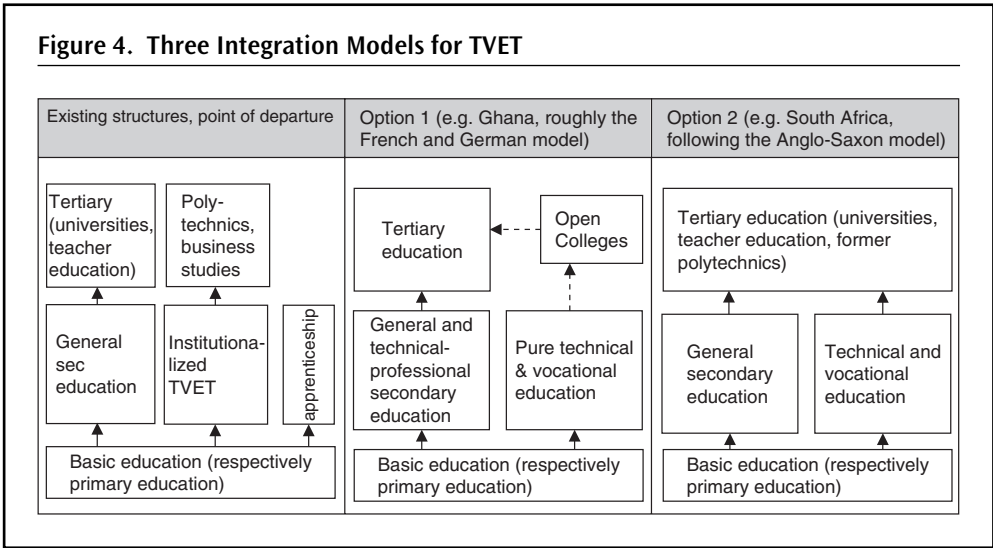 Figure 4. Three Integration Models for TVET
Existing structures, point of departure
Tertiary
(universities,
teacher
education)
Poly-
technics,
business
studies
General
sec
education
Institutiona-
lized
TVET
apprenticeship
Basic education (respectively
primary education)
Option 1 (e.g. Ghana, roughly the
French and German model)
Tertiary
education
Open
Colleges
General and
technical-
professional
secondary
education
Pure technical
& vocational
education
Basic education (respectively
primary education)
Option 2 (e.g. South Africa,
following the Anglo-Saxon model)
Tertiary education (universities,
teacher education, former
polytechnics)
General
secondary
education
Technical and
vocational
education
Basic education (respectively
primary education)